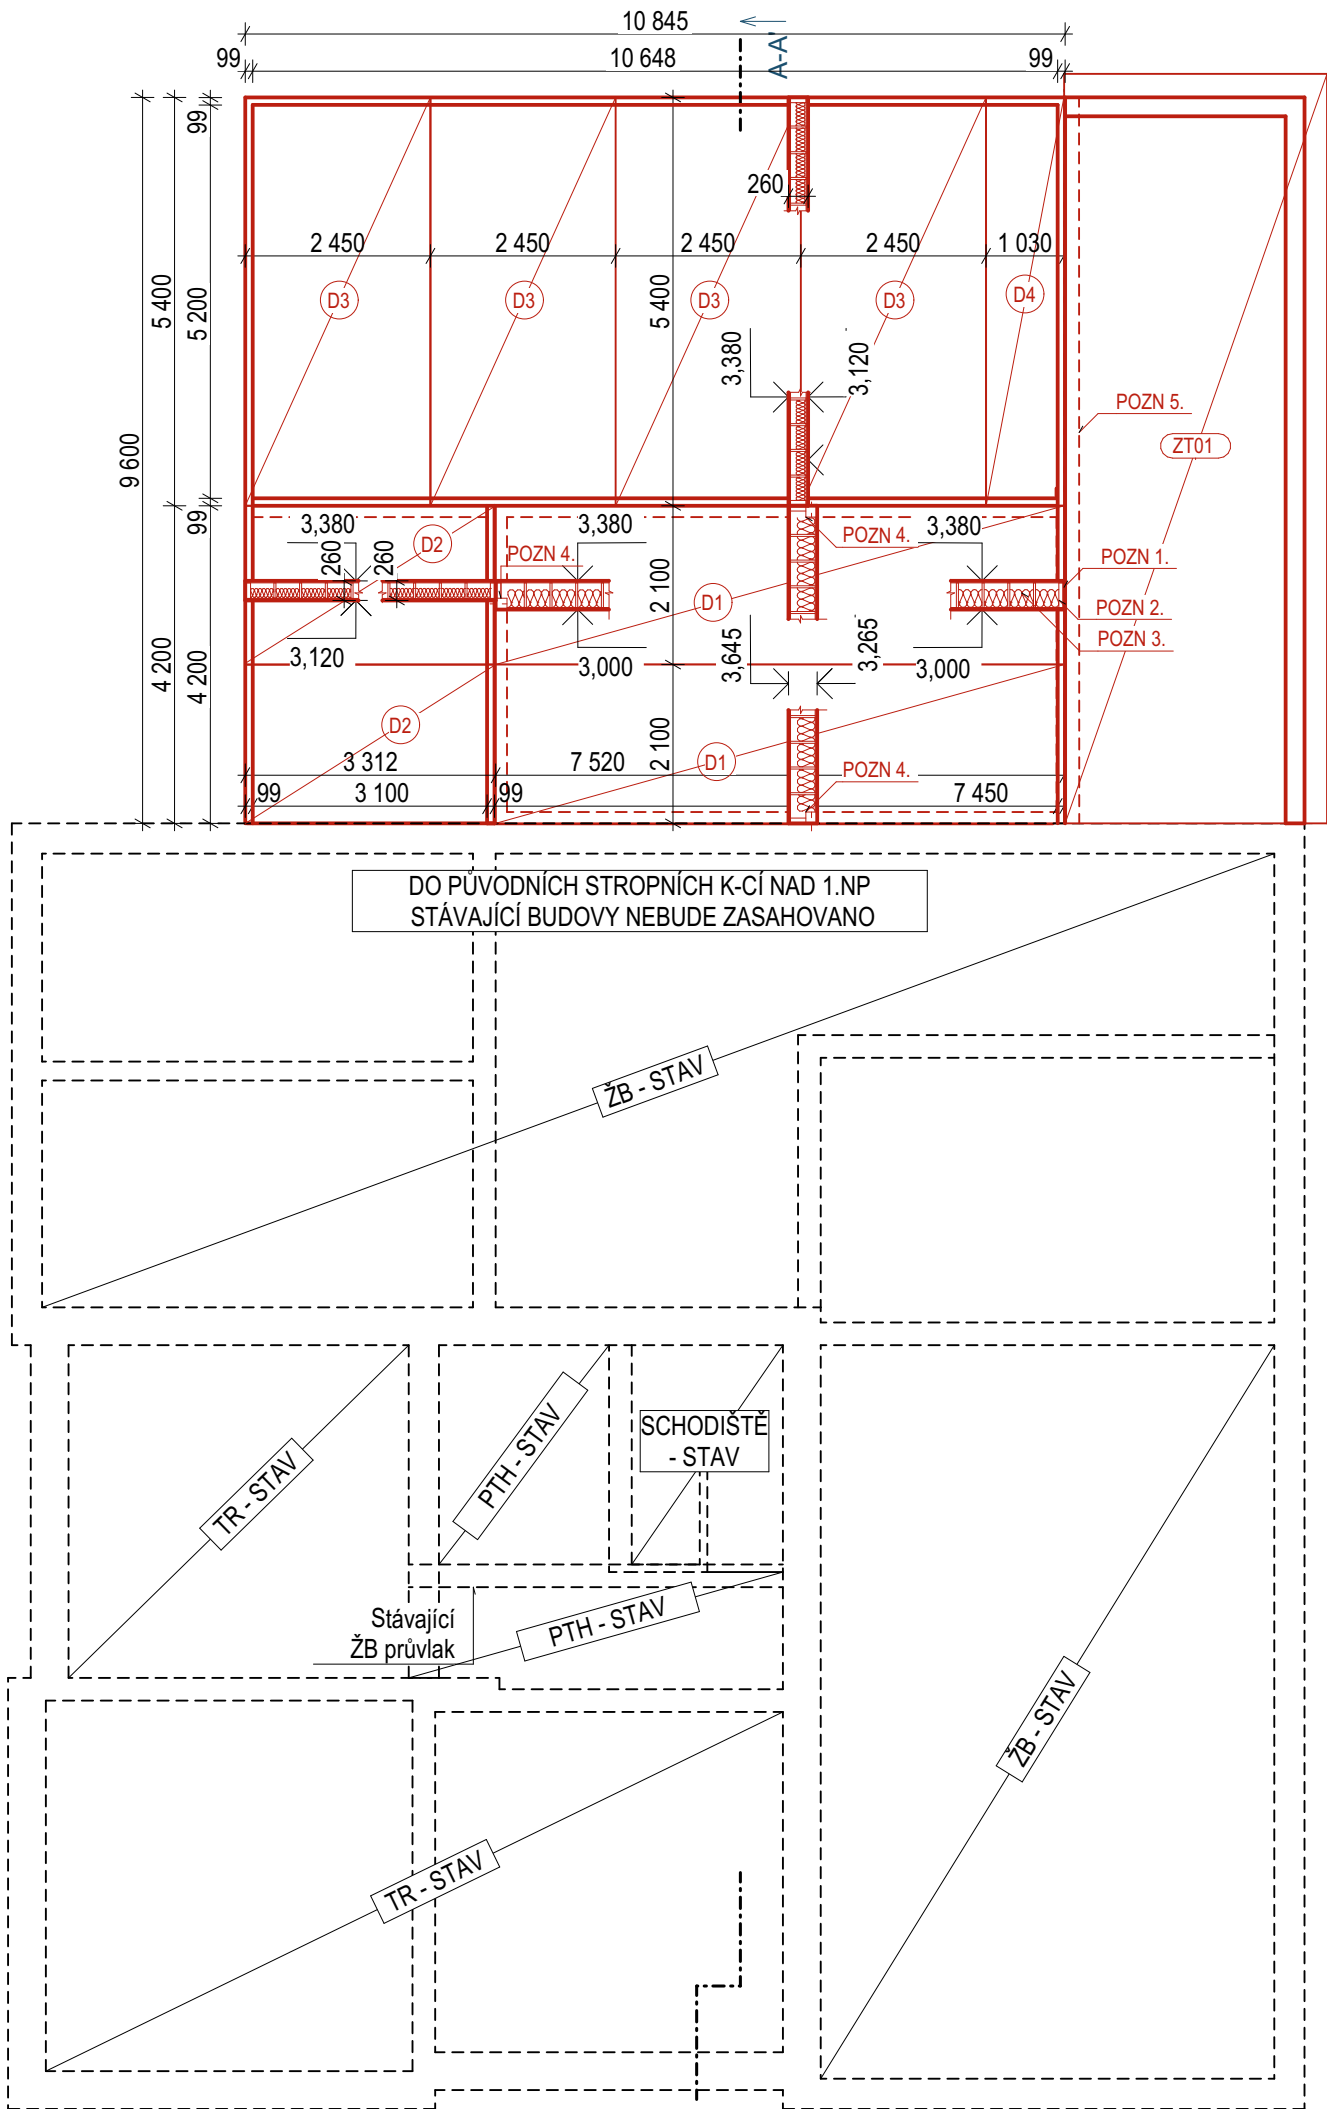 10 845
A-A'
99
10 648
99
99
260
2 450
2 450
2 450
2 450
1 030
D3
D3
D3
D3
D4
5 400
5 200
5 400
3,380
3,120
POZN 5.
ZT01
9 600
99
3,380
D2
3,380
POZN 4.
3,380
POZN 4.
260
260
2 100
D1
POZN 1.
POZN 2.
POZN 3.
4 200
4 200
3,120
3,000
3,645
3,265
3,000
D2
2 100
3 312
7 520
D1
POZN 4.
99
3 100
99
7 450
DO PŮVODNÍCH STROPNÍCH K-CÍ NAD 1.NP
STÁVAJÍCÍ BUDOVY NEBUDE ZASAHOVANO
ŽB - STAV
TR - STAV
PTH - STAV
SCHODIŠTĚ
- STAV
Stávající
ŽB průvlak
PTH - STAV
ŽB - STAV
TR - STAV